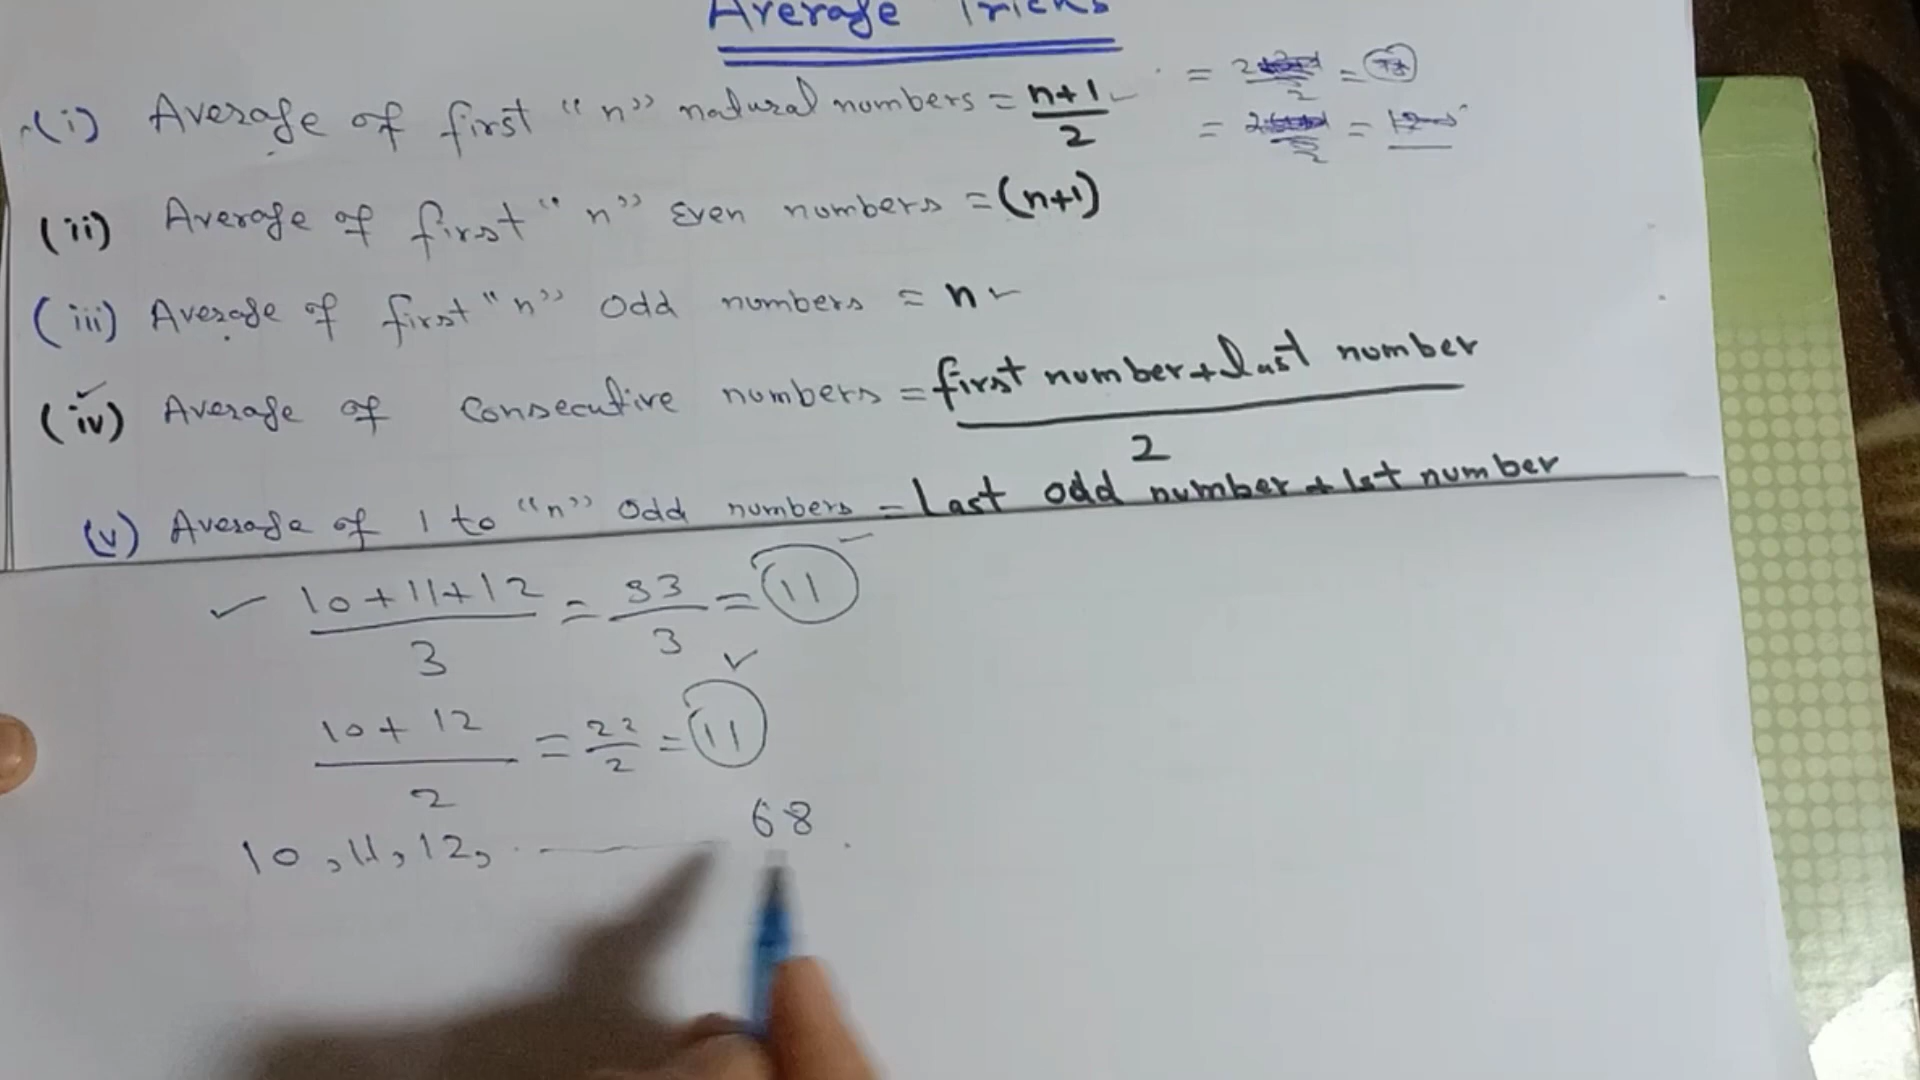 Average Tricks
(i) Average of first "n" natural numbers = n+1/2
(ii) Average of first "n" Even numbers = (n+1)
(iii) Average of first "n" odd numbers = n
(iv) Average of Consecutive numbers = first number + last number/2
(v) Average of 1 to "n" odd numbers = Last odd number + 1st number
10+11+12/3 = 33/3 = 11
10+12/2 = 22/2 = 11
10, 11, 12, 68